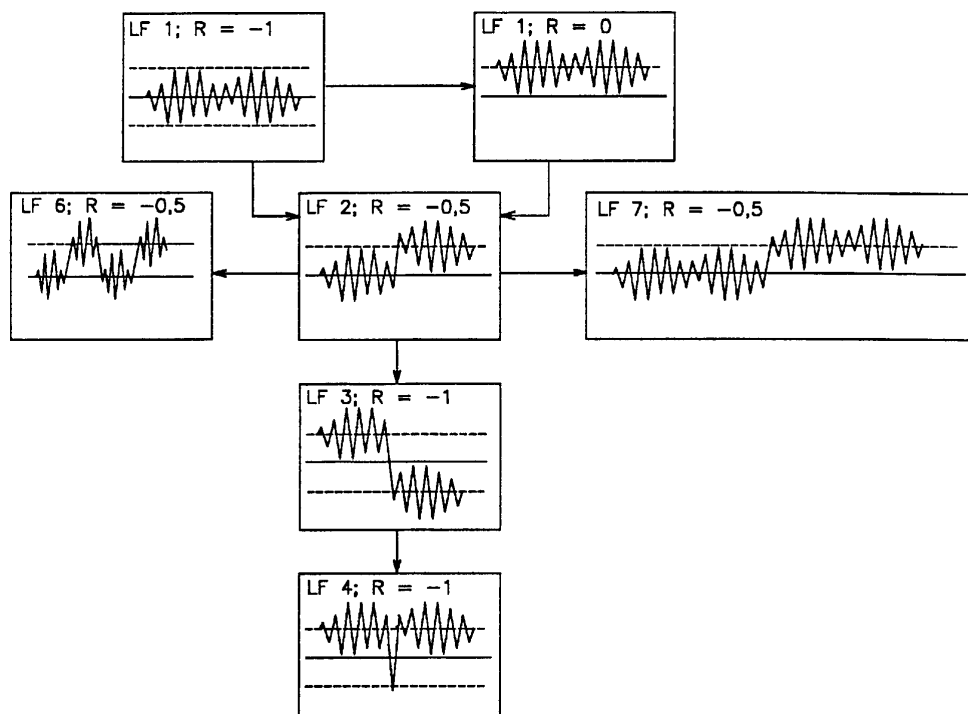 LF 1; R = -1
LF 1; R = 0
LF 6; R = -0,5
LF 2; R = -0,5
LF 7; R = -0,5
LF 3; R = -1
LF 4; R = -1